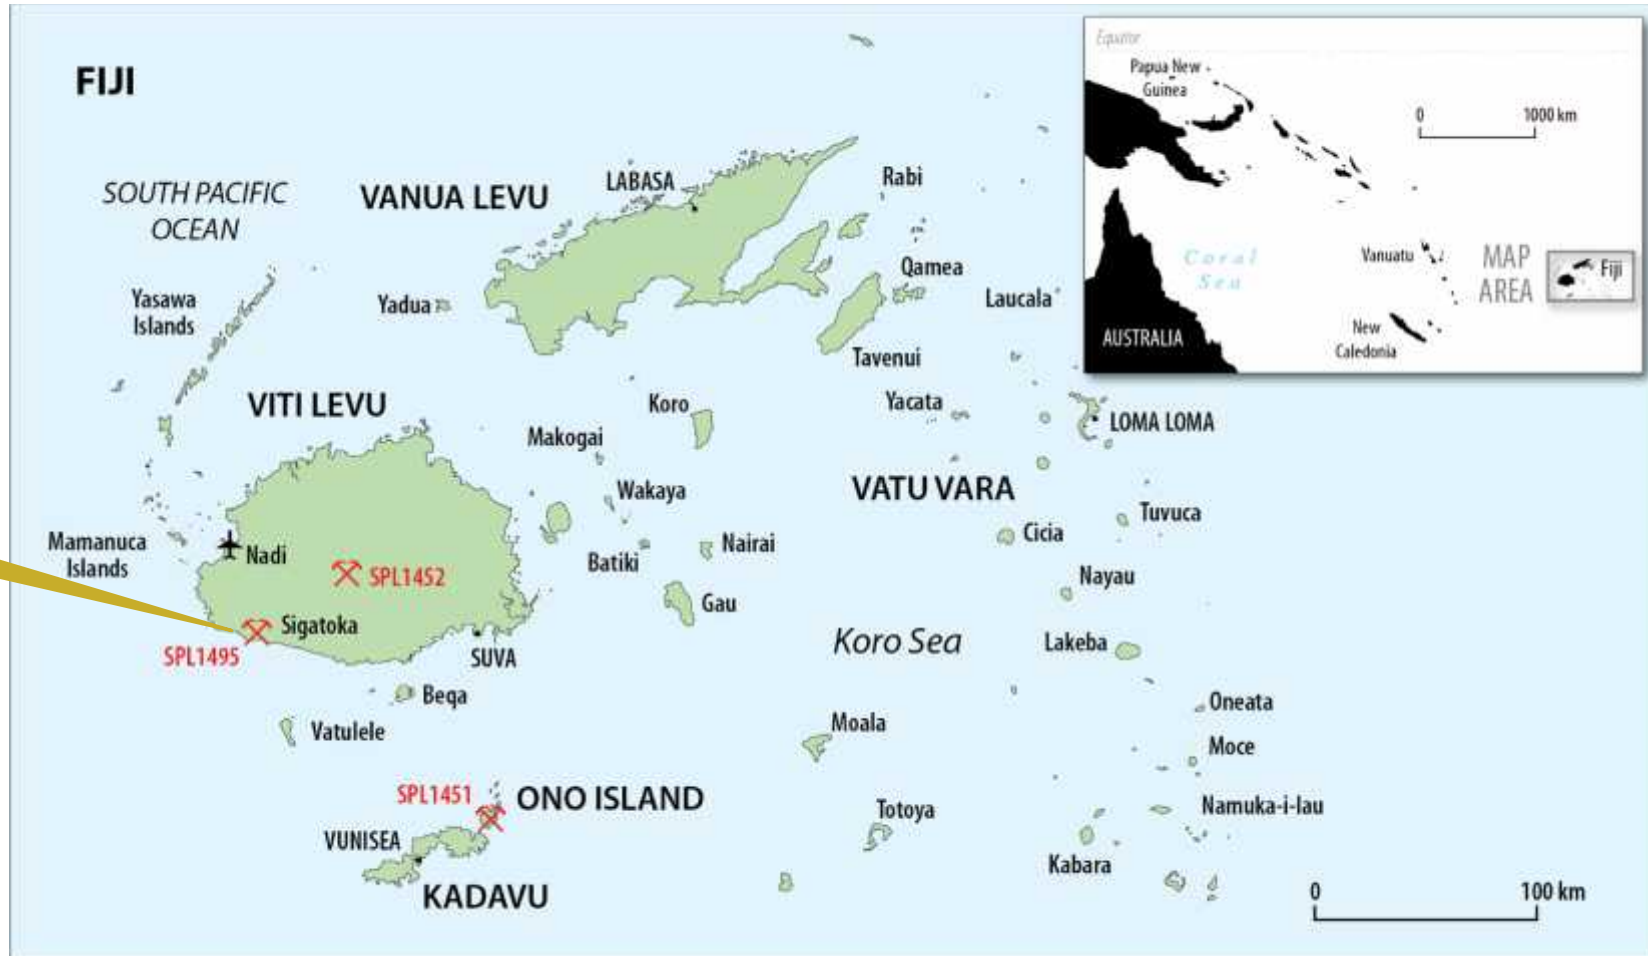 FIJI
SOUTH PACIFIC
OCEAN
VANUA LEVU
LABASA
Rabi
Qamea
Laucala
Yadua
Yasawa
Islands
Tavenui
VITI LEVU
Koro
Yacata
LOMA LOMA
Makogai
Wakaya
VATU VARA
Tuvuca
Cicia
Mamanuca
Islands
Nadi
SPL1452
Batiki
Nairai
Nayau
Gau
Sigatoka
SPL1495
SUVA
Koro Sea
Lakeba
Beqa
Vatulele
Moala
Oneata
Moce
SPL1451
ONO ISLAND
Totoya
Namuka-i-lau
VUNISEA
Kabara
KADAVU
0
100 km
Equator
Papua New
Guinea
0
1000 km
Coral
Sea
Vanuatu
MAP
AREA
Fiji
New
Caledonia
AUSTRALIA